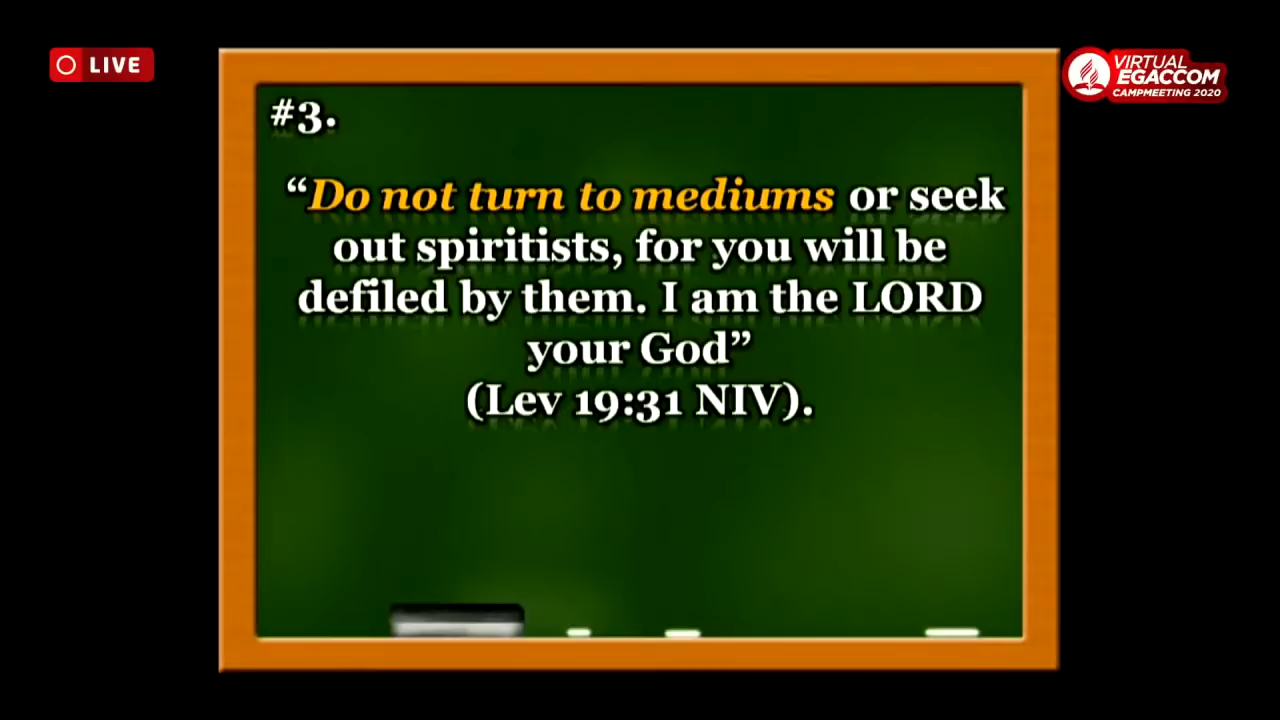 LIVE
VIRTUAL
EGACCOM
CAMPMEETING 2020
#3.
“Do not turn to mediums or seek
out spiritists, for you will be
defiled by them. I am the LORD
your God”
(Lev 19:31 NIV).